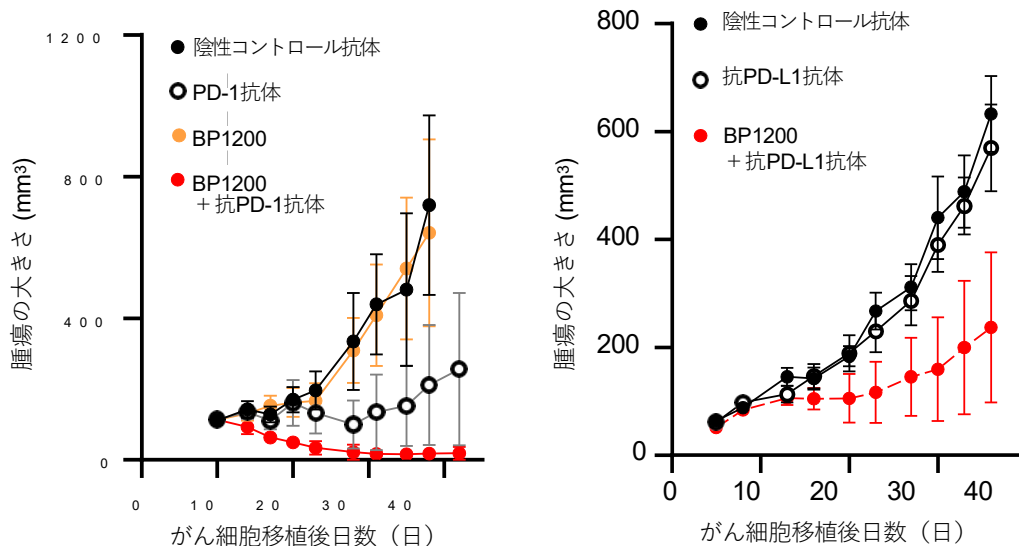 1200
800
400
0
腫瘍の大きさ (mm³)
陰性コントロール抗体
PD-1抗体
BP1200
BP1200
＋抗PD-1抗体
0 10 20 30 40
がん細胞移植後日数（日）
800
600
400
200
0
腫瘍の大きさ (mm³)
陰性コントロール抗体
抗PD-L1抗体
BP1200
＋抗PD-L1抗体
0 10 20 30 40
がん細胞移植後日数（日）